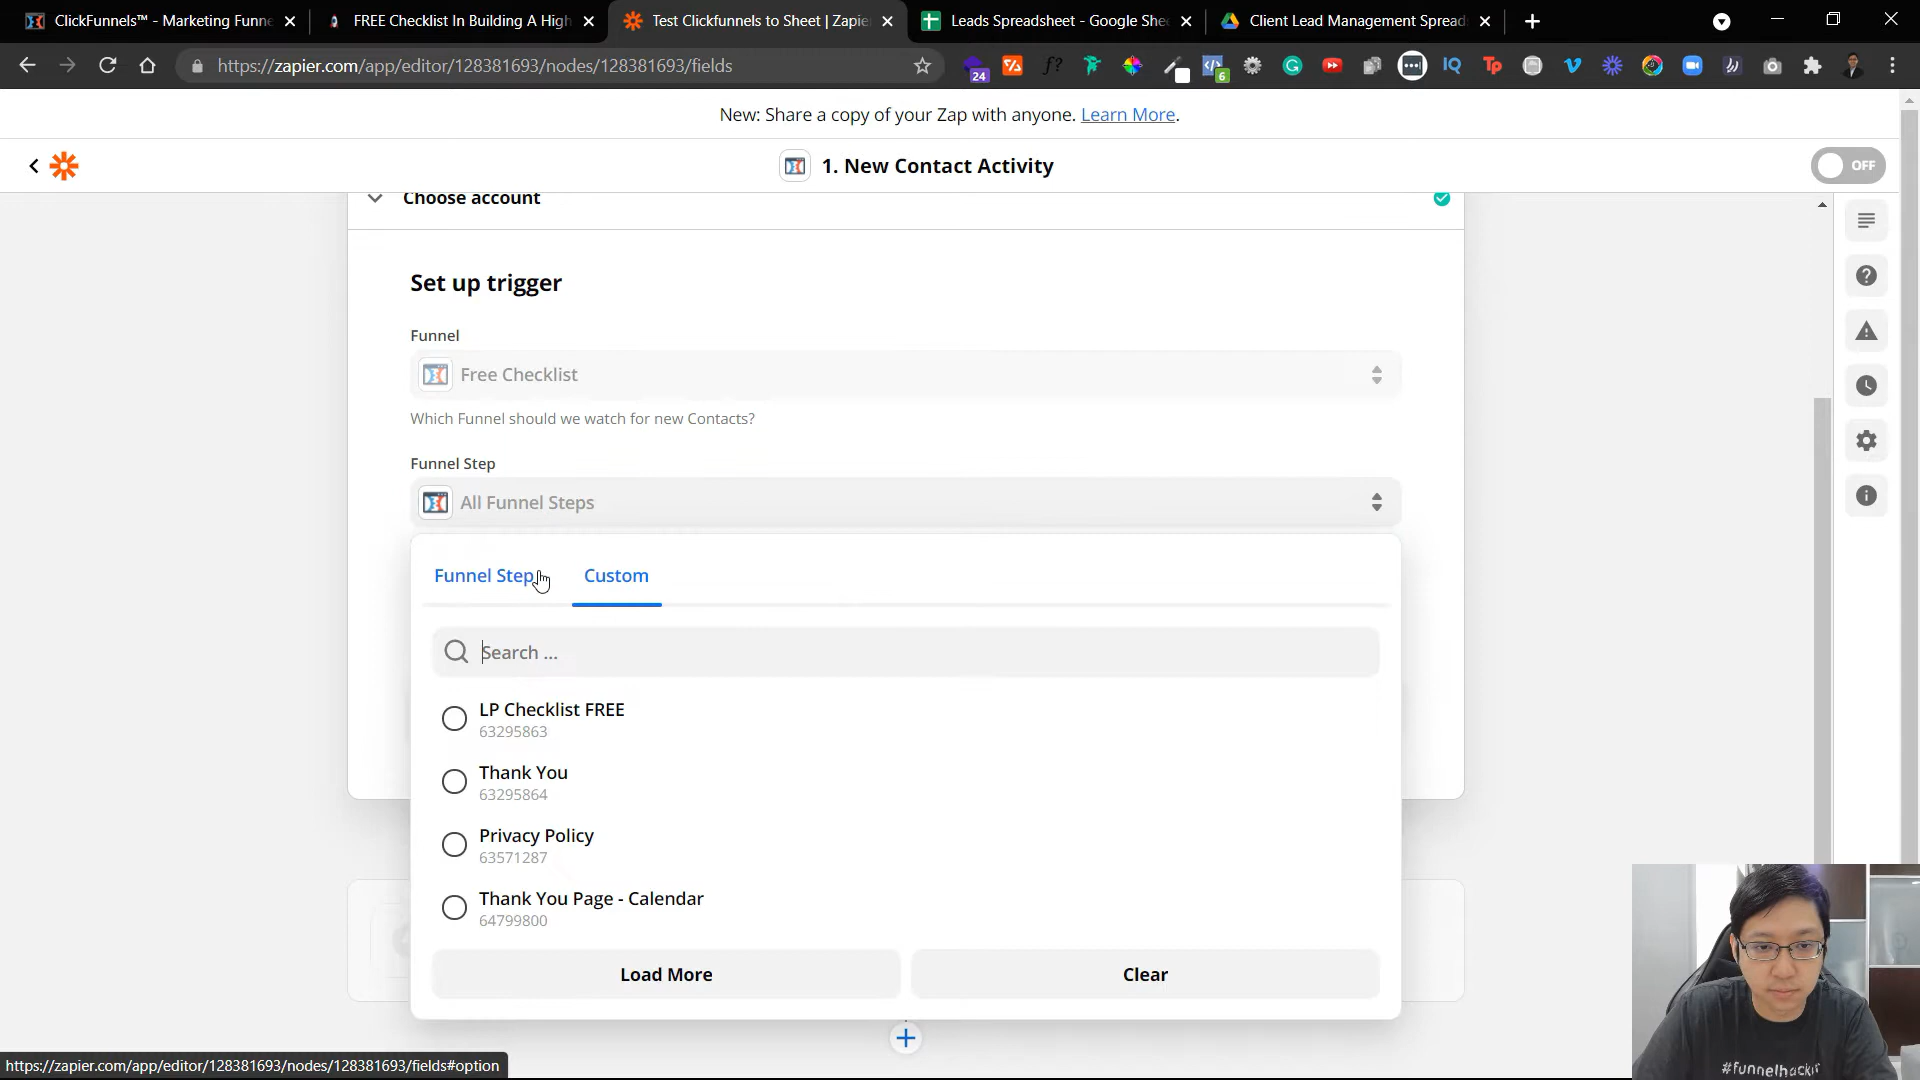 ClickFunnels™ - Marketing Funne
FREE Checklist In Building A High
Test Clickfunnels to Sheet | Zapie
Leads Spreadsheet - Google She
Client Lead Management Spread
https://zapier.com/app/editor/128381693/nodes/128381693/fields
24
f?
6
IQ
Tp
New: Share a copy of your Zap with anyone. Learn More.
1. New Contact Activity
OFF
Choose account
Set up trigger
Funnel
Free Checklist
Which Funnel should we watch for new Contacts?
Funnel Step
All Funnel Steps
Funnel Step
Custom
Search ...
LP Checklist FREE
63295863
Thank You
63295864
Privacy Policy
63571287
Thank You Page - Calendar
64799800
Load More
Clear
https://zapier.com/app/editor/128381693/nodes/128381693/fields#option